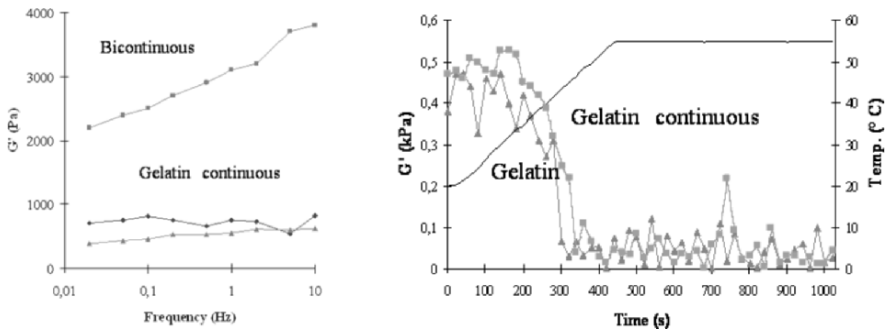 4000
3000
2000
1000
0
G' (Pa)
Bicontinuous
Gelatin continuous
0,01
0,1
1
10
Frequency (Hz)
0,6
0,5
0,4
0,3
0,2
0,1
0
G' (kPa)
Gelatin continuous
Gelatin
60
50
40
30
20
10
0
Temp. (° C)
0 100 200 300 400 500 600 700 800 900 1000
Time (s)